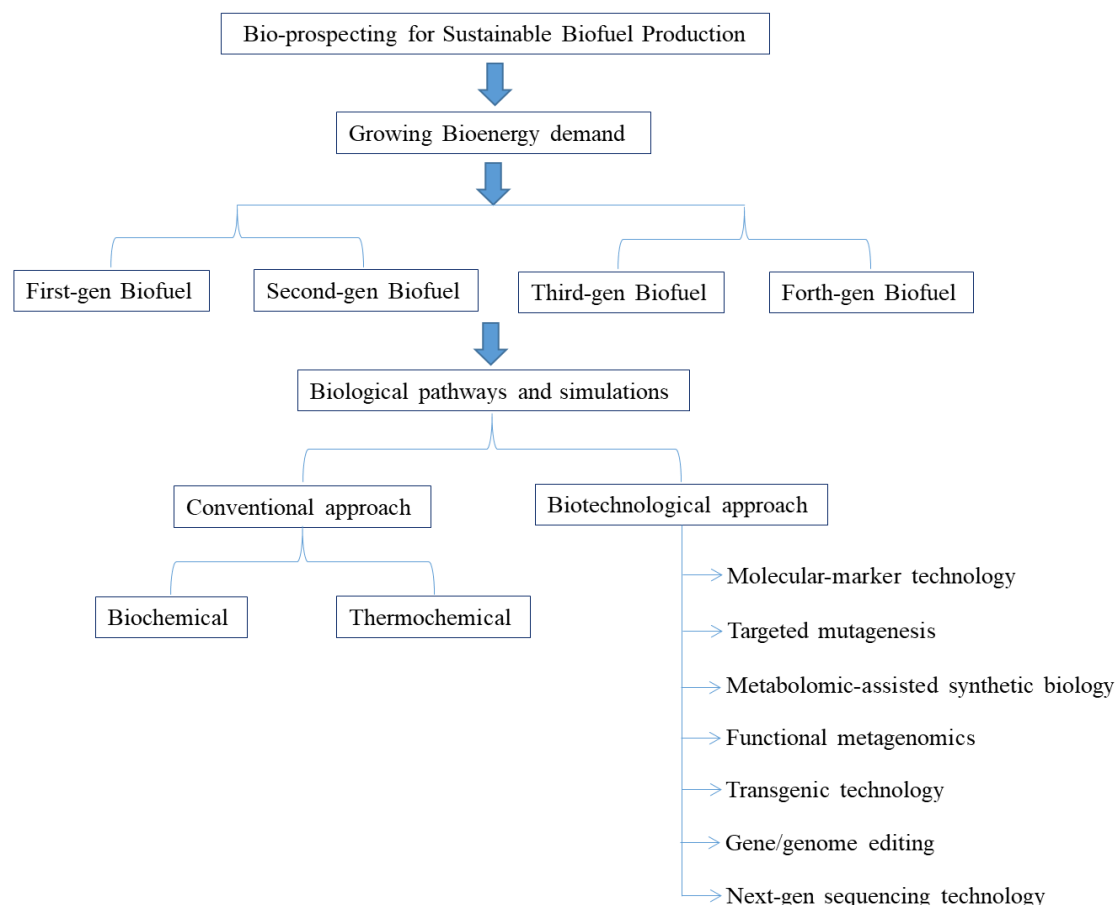 Bio-prospecting for Sustainable Biofuel Production
Growing Bioenergy demand
First-gen Biofuel
Second-gen Biofuel
Third-gen Biofuel
Forth-gen Biofuel
Biological pathways and simulations
Conventional approach
Biotechnological approach
Biochemical
Thermochemical
Molecular-marker technology
Targeted mutagenesis
Metabolomic-assisted synthetic biology
Functional metagenomics
Transgenic technology
Gene/genome editing
Next-gen sequencing technology